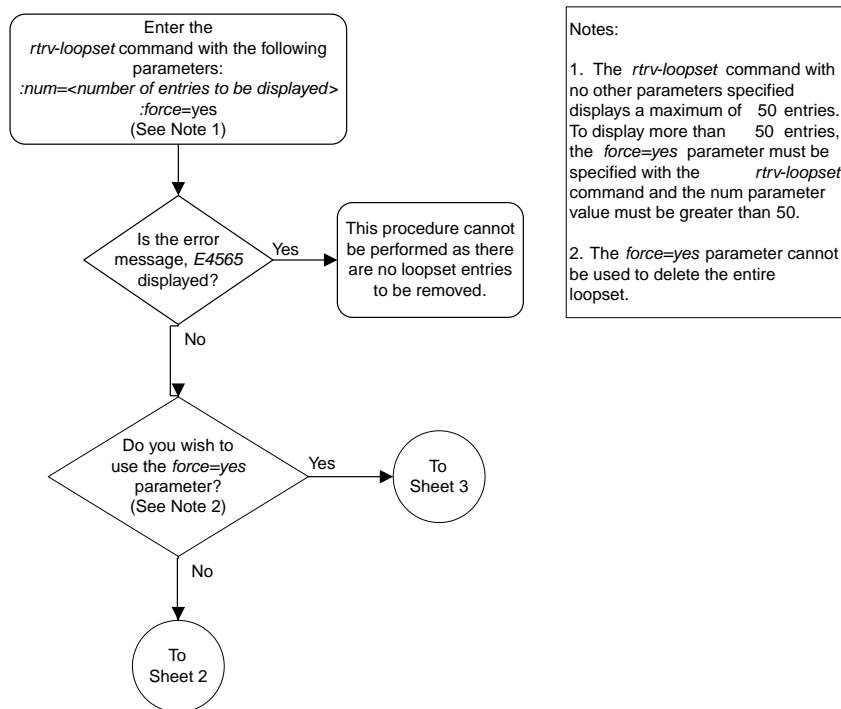 Enter the
rtrv-loopset command with the following
parameters:
:num=<number of entries to be displayed>
:force=yes
(See Note 1)
Is the error
message, E4565
displayed?
Yes
This procedure cannot
be performed as there
are no loopset entries
to be removed.
No
Do you wish to
use the force=yes
parameter?
(See Note 2)
Yes
To
Sheet 3
No
To
Sheet 2
Notes:
1. The rtrv-loopset command with
no other parameters specified
displays a maximum of 50 entries.
To display more than 50 entries,
the force=yes parameter must be
specified with the rtrv-loopset
command and the num parameter
value must be greater than 50.
2. The force=yes parameter cannot
be used to delete the entire
loopset.